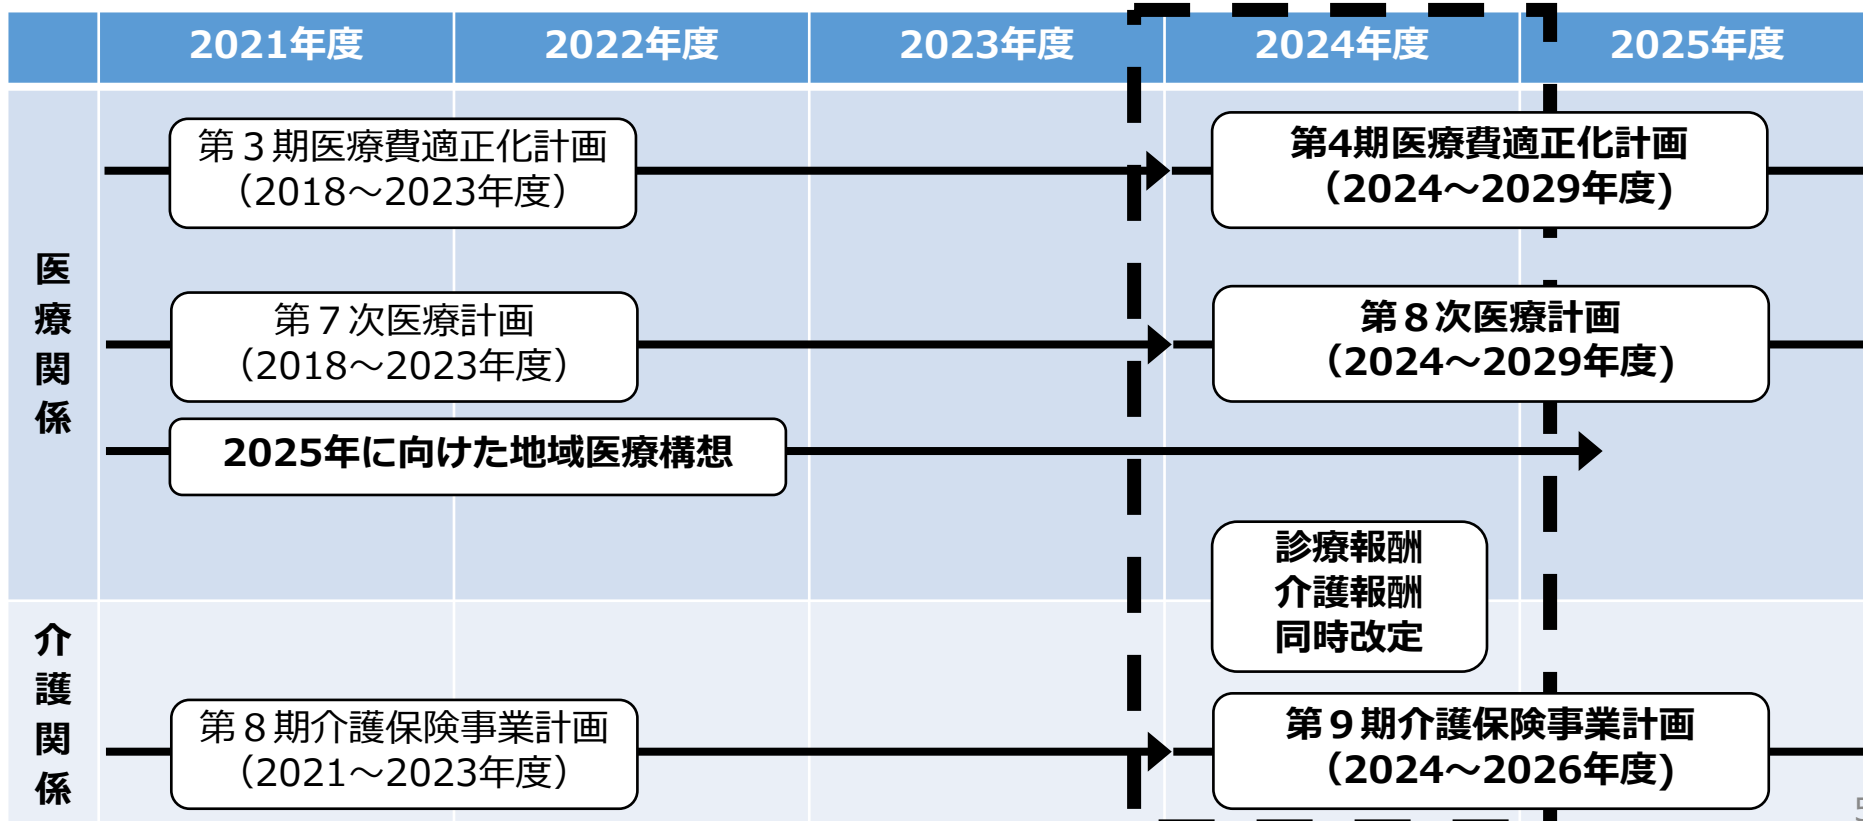 2021年度 2022年度 2023年度 2024年度 2025年度
医療関係
第３期医療費適正化計画
（2018～2023年度）
第4期医療費適正化計画
（2024～2029年度)
第７次医療計画
（2018～2023年度）
第８次医療計画
（2024～2029年度)
2025年に向けた地域医療構想
診療報酬
介護報酬
同時改定
介護関係
第８期介護保険事業計画
（2021～2023年度）
第９期介護保険事業計画
（2024～2026年度)